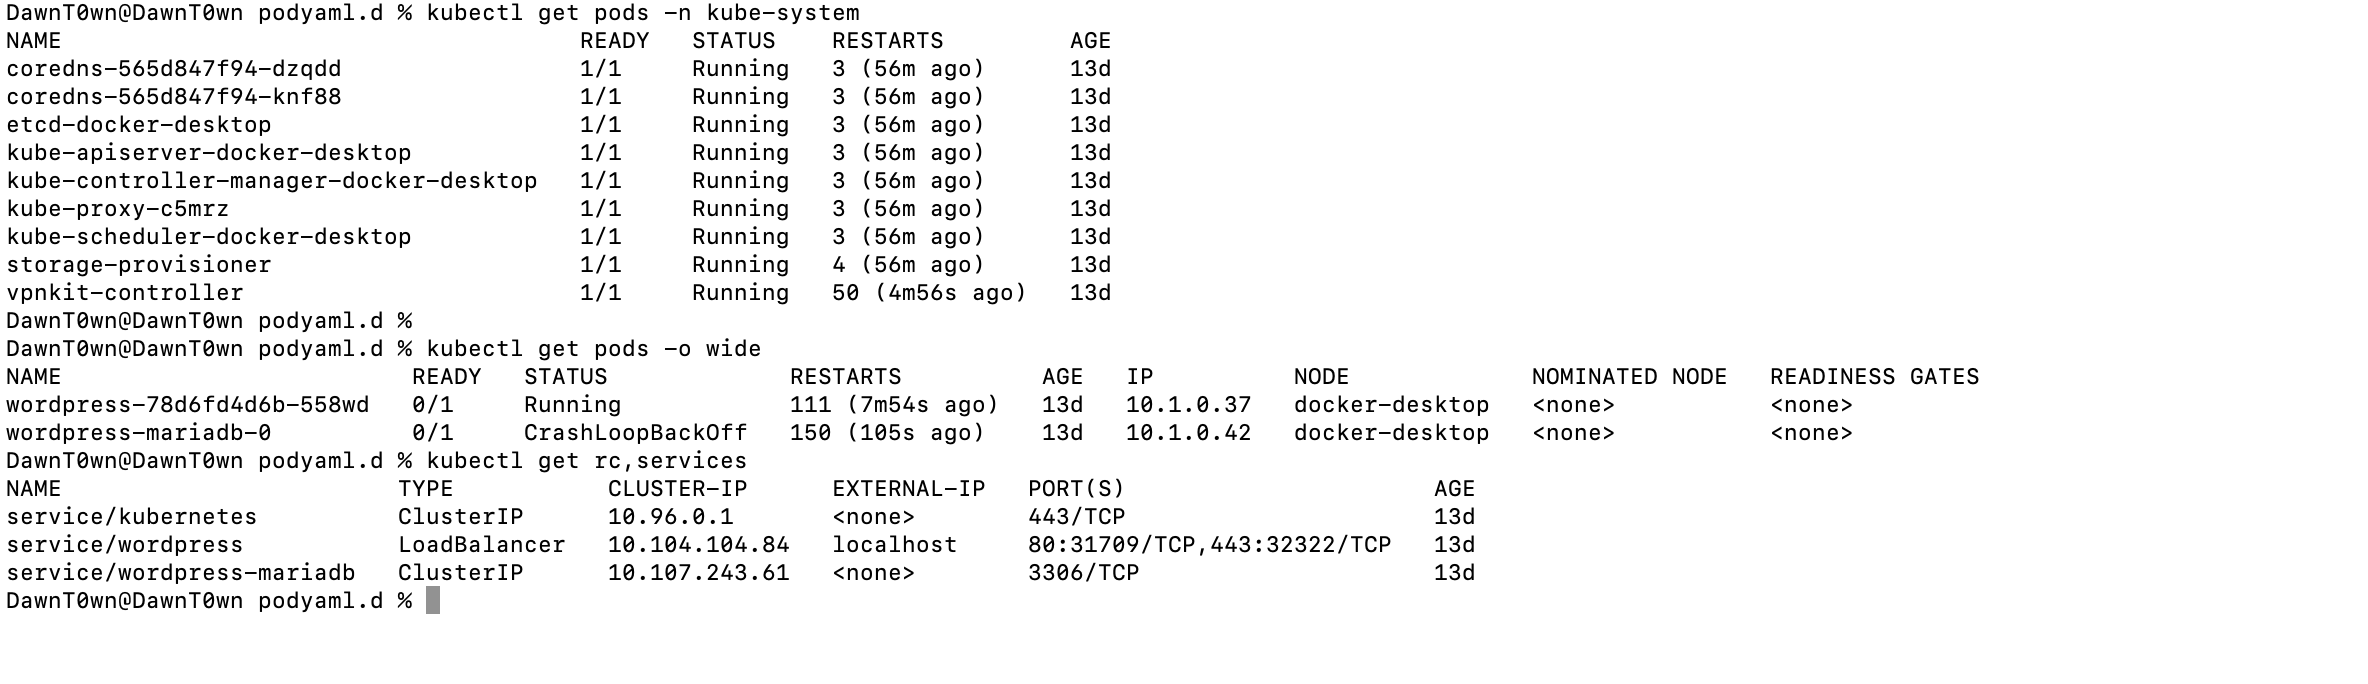 DawnT0wn@DawnT0wn podyaml.d % kubectl get pods -n kube-system
NAME                                     READY   STATUS    RESTARTS         AGE
coredns-565d847f94-dzqdd                 1/1     Running   3 (56m ago)      13d
coredns-565d847f94-knf88                 1/1     Running   3 (56m ago)      13d
etcd-docker-desktop                      1/1     Running   3 (56m ago)      13d
kube-apiserver-docker-desktop            1/1     Running   3 (56m ago)      13d
kube-controller-manager-docker-desktop   1/1     Running   3 (56m ago)      13d
kube-proxy-c5mrz                         1/1     Running   3 (56m ago)      13d
kube-scheduler-docker-desktop            1/1     Running   3 (56m ago)      13d
storage-provisioner                      1/1     Running   4 (56m ago)      13d
vpnkit-controller                        1/1     Running   50 (4m56s ago)   13d
DawnT0wn@DawnT0wn podyaml.d %
DawnT0wn@DawnT0wn podyaml.d % kubectl get pods -o wide
NAME                         READY   STATUS             RESTARTS          AGE   IP          NODE             NOMINATED NODE   READINESS GATES
wordpress-78d6fd4d6b-558wd   0/1     Running            111 (7m54s ago)   13d   10.1.0.37   docker-desktop   <none>           <none>
wordpress-mariadb-0          0/1     CrashLoopBackOff   150 (105s ago)    13d   10.1.0.42   docker-desktop   <none>           <none>
DawnT0wn@DawnT0wn podyaml.d % kubectl get rc,services
NAME                        TYPE           CLUSTER-IP      EXTERNAL-IP   PORT(S)                      AGE
service/kubernetes          ClusterIP      10.96.0.1       <none>        443/TCP                      13d
service/wordpress           LoadBalancer   10.104.104.84   localhost     80:31709/TCP,443:32322/TCP   13d
service/wordpress-mariadb   ClusterIP      10.107.243.61   <none>        3306/TCP                     13d
DawnT0wn@DawnT0wn podyaml.d %